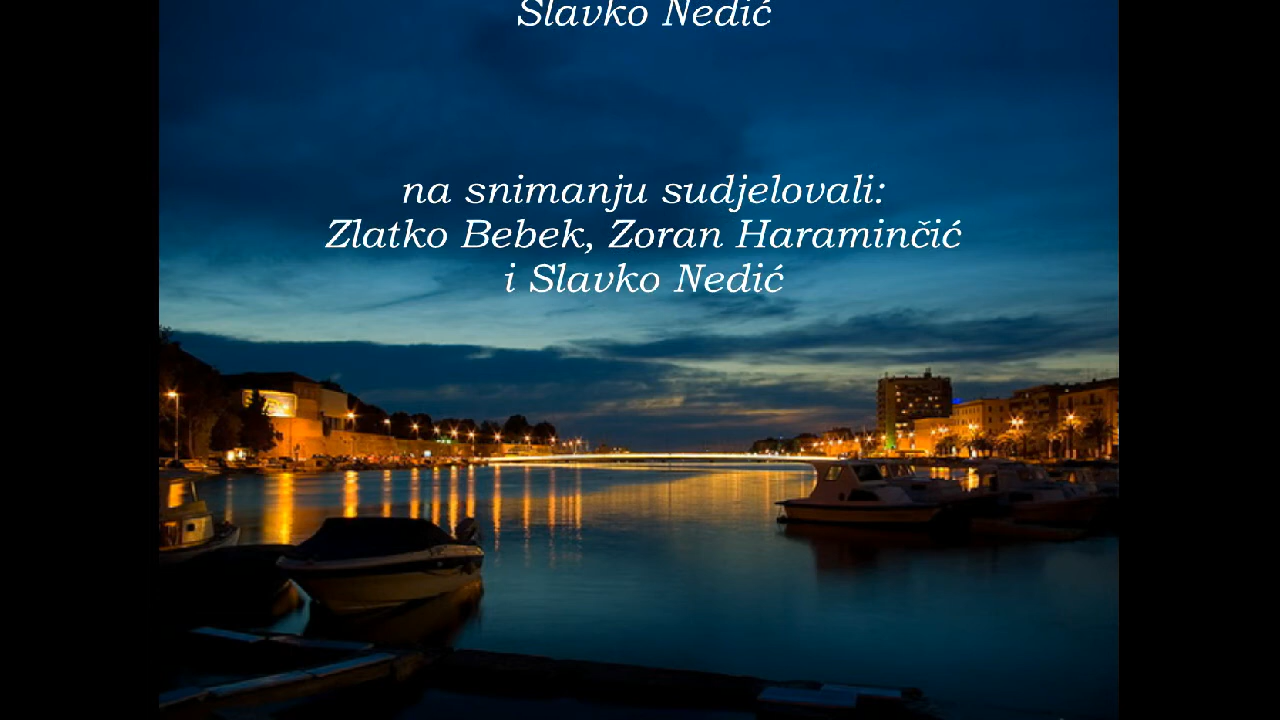 Slavko Nedić
na snimanju sudjelovali:
Zlatko Bebek, Zoran Haraminčić
i Slavko Nedić